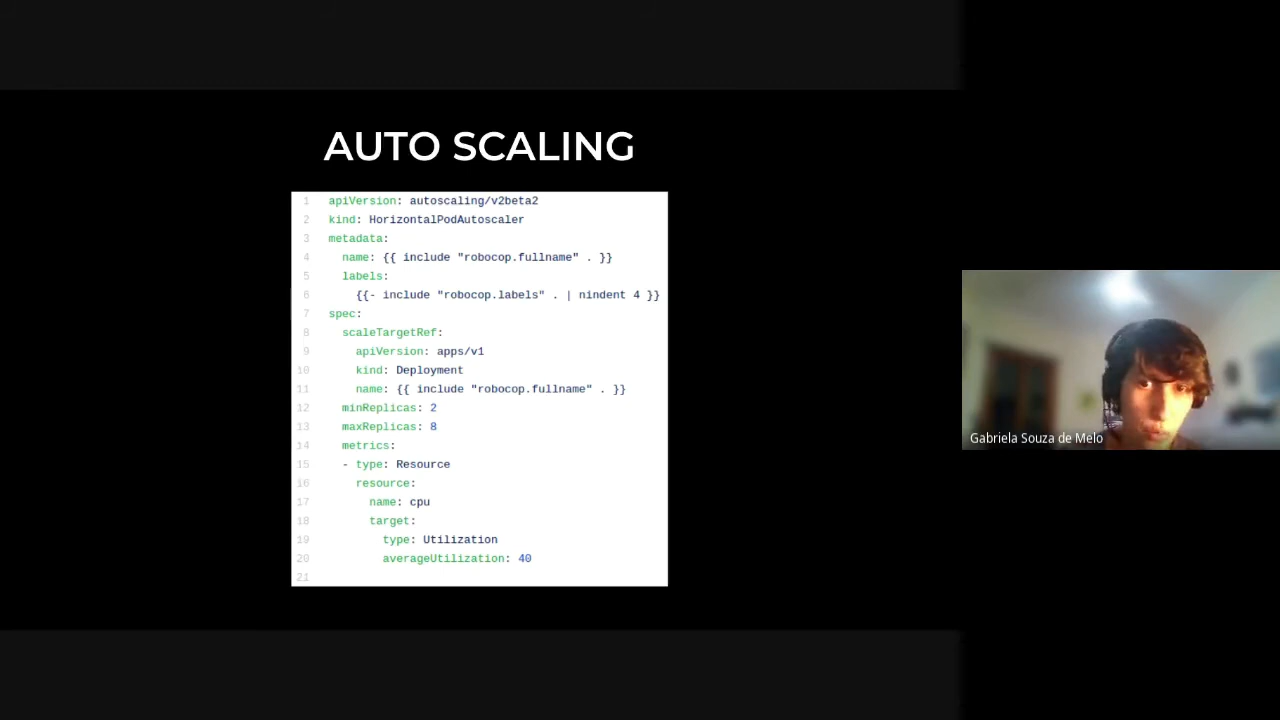 AUTO SCALING
1 apiVersion: autoscaling/v2beta2
2 kind: HorizontalPodAutoscaler
3 metadata:
4 name: {{ include "robocop.fullname" . }}
5 labels:
6 {{- include "robocop.labels" . | nindent 4 }}
7 spec:
8 scaleTargetRef:
9 apiVersion: apps/v1
10 kind: Deployment
11 name: {{ include "robocop.fullname" . }}
12 minReplicas: 2
13 maxReplicas: 8
14 metrics:
15 - type: Resource
16 resource:
17 name: cpu
18 target:
19 type: Utilization
20 averageUtilization: 40
21
Gabriela Souza de Melo